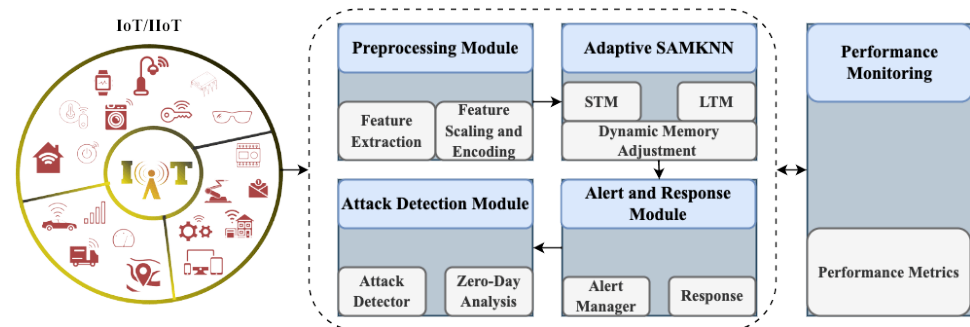 IoT/IIoT
IoT
Preprocessing Module
Feature
Extraction
Feature
Scaling and
Encoding
Adaptive SAMKNN
STM
LTM
Dynamic Memory
Adjustment
Performance
Monitoring
Performance Metrics
Attack Detection Module
Attack
Detector
Zero-Day
Analysis
Alert and Response
Module
Alert
Manager
Response